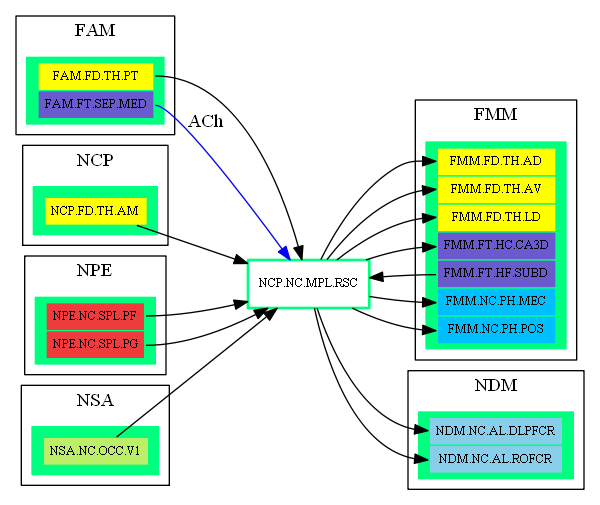 FAM
FAM.FD.TH.PT
FAM.FT.SEP.MED
ACh
NCP
NCP.FD.TH.AM
NPE
NPE.NC.SPL.PF
NPE.NC.SPL.PG
NSA
NSA.NC.OCC.V1
NCP.NC.MPL.RSC
FMM
FMM.FD.TH.AD
FMM.FD.TH.AV
FMM.FD.TH.LD
FMM.FT.HC.CA3D
FMM.FT.HF.SUBD
FMM.NC.PH.MEC
FMM.NC.PH.POS
NDM
NDM.NC.AL.DLPFCR
NDM.NC.AL.ROFCR